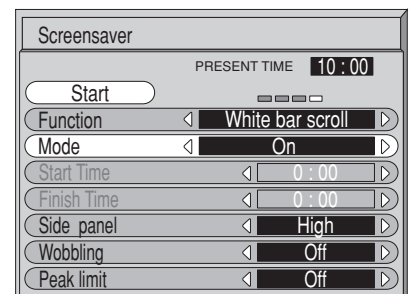 Screensaver
PRESENT TIME 10 : 00
Start
Function White bar scroll
Mode On
Start Time 0 : 00
Finish Time 0 : 00
Side panel High
Wobbling Off
Peak limit Off